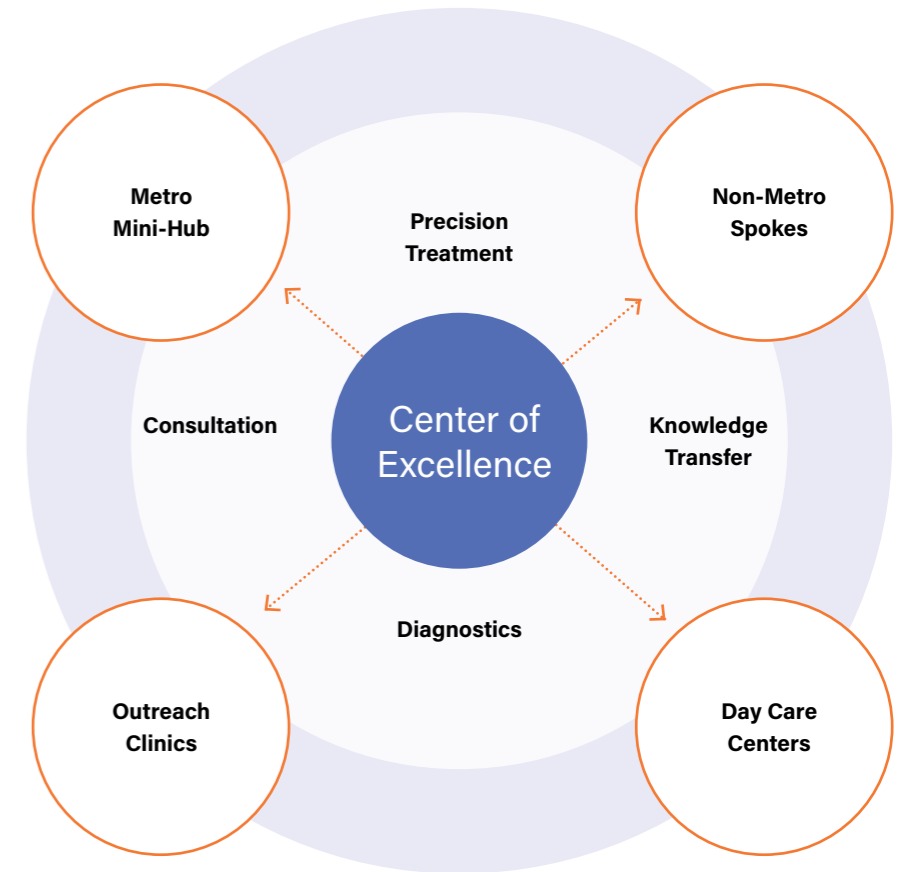 Metro
Mini-Hub
Non-Metro
Spokes
Precision
Treatment
Consultation
Center of
Excellence
Knowledge
Transfer
Diagnostics
Outreach
Clinics
Day Care
Centers